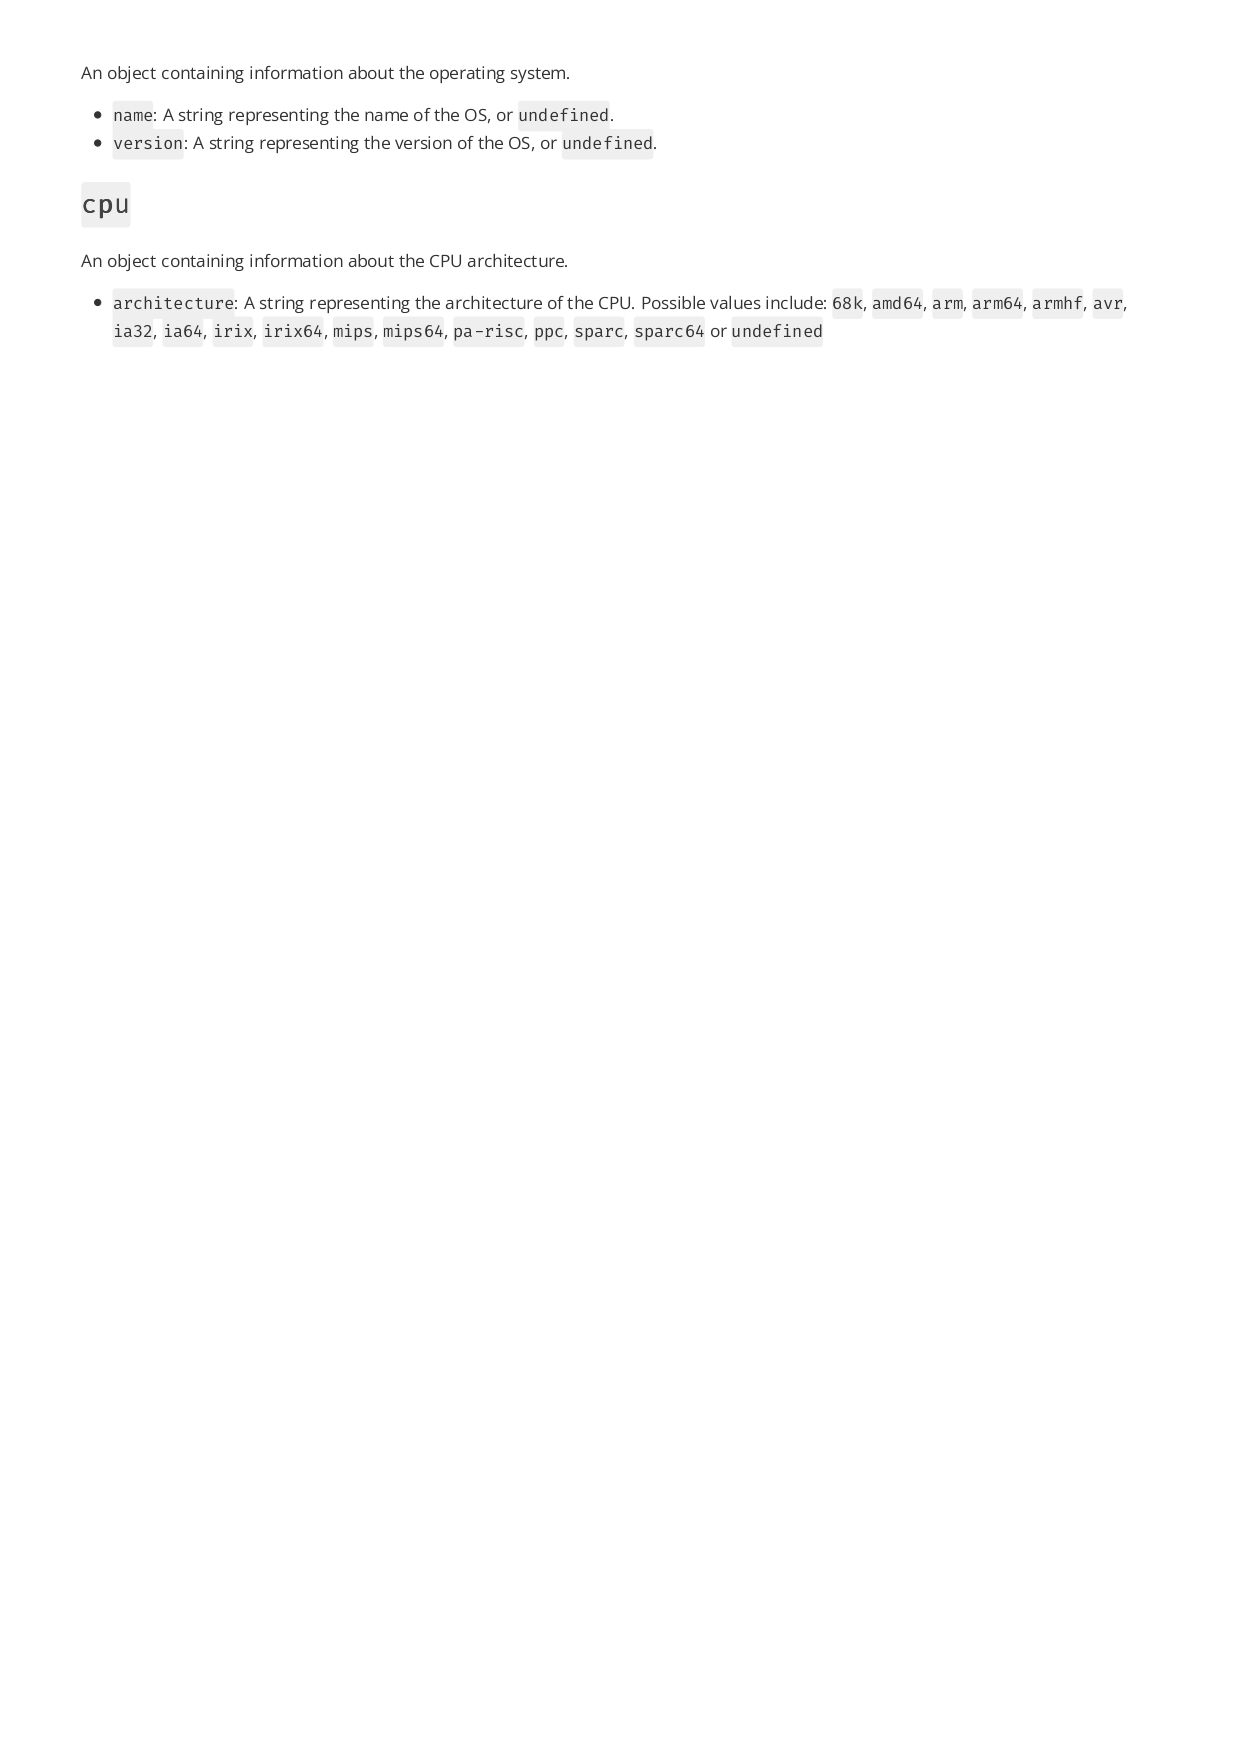 An object containing information about the operating system.
• name: A string representing the name of the OS, or undefined.
• version: A string representing the version of the OS, or undefined.
cpu
An object containing information about the CPU architecture.
• architecture: A string representing the architecture of the CPU. Possible values include: 68k, amd64, arm, arm64, armhf, avr,
ia32, ia64, irix, irix64, mips, mips64, pa-risc, ppc, sparc, sparc64 or undefined